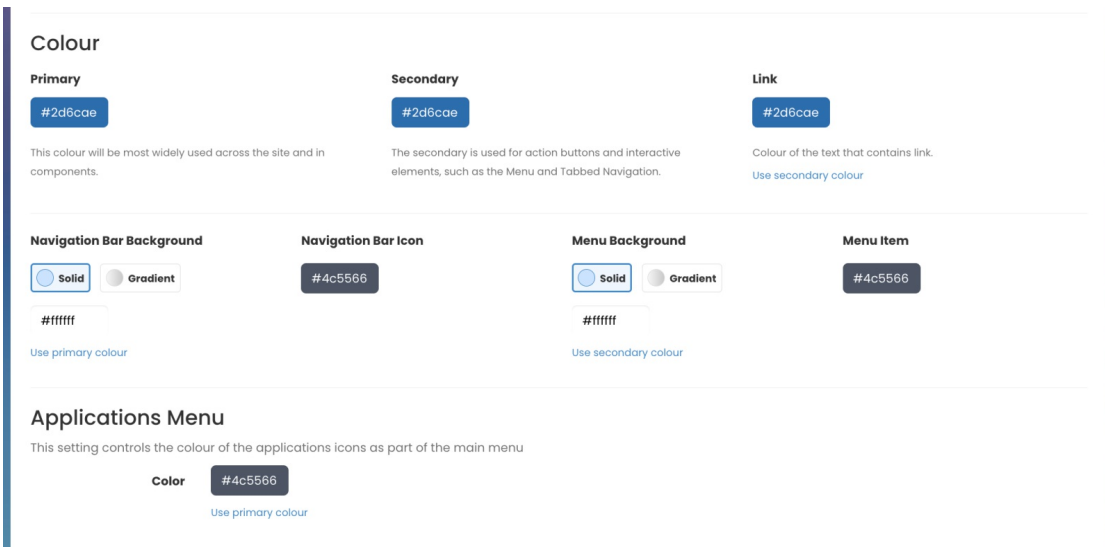 Colour
Primary
Secondary
Link
#2d6cae
#2d6cae
#2d6cae
This colour will be most widely used across the site and in
components.
The secondary is used for action buttons and interactive
elements, such as the Menu and Tabbed Navigation.
Colour of the text that contains link.
Use secondary colour
Navigation Bar Background
Navigation Bar Icon
Menu Background
Menu Item
Solid
Gradient
#4c5566
Solid
Gradient
#4c5566
#ffffff
#ffffff
Use primary colour
Use secondary colour
Applications Menu
This setting controls the colour of the applications icons as part of the main menu
Color
#4c5566
Use primary colour